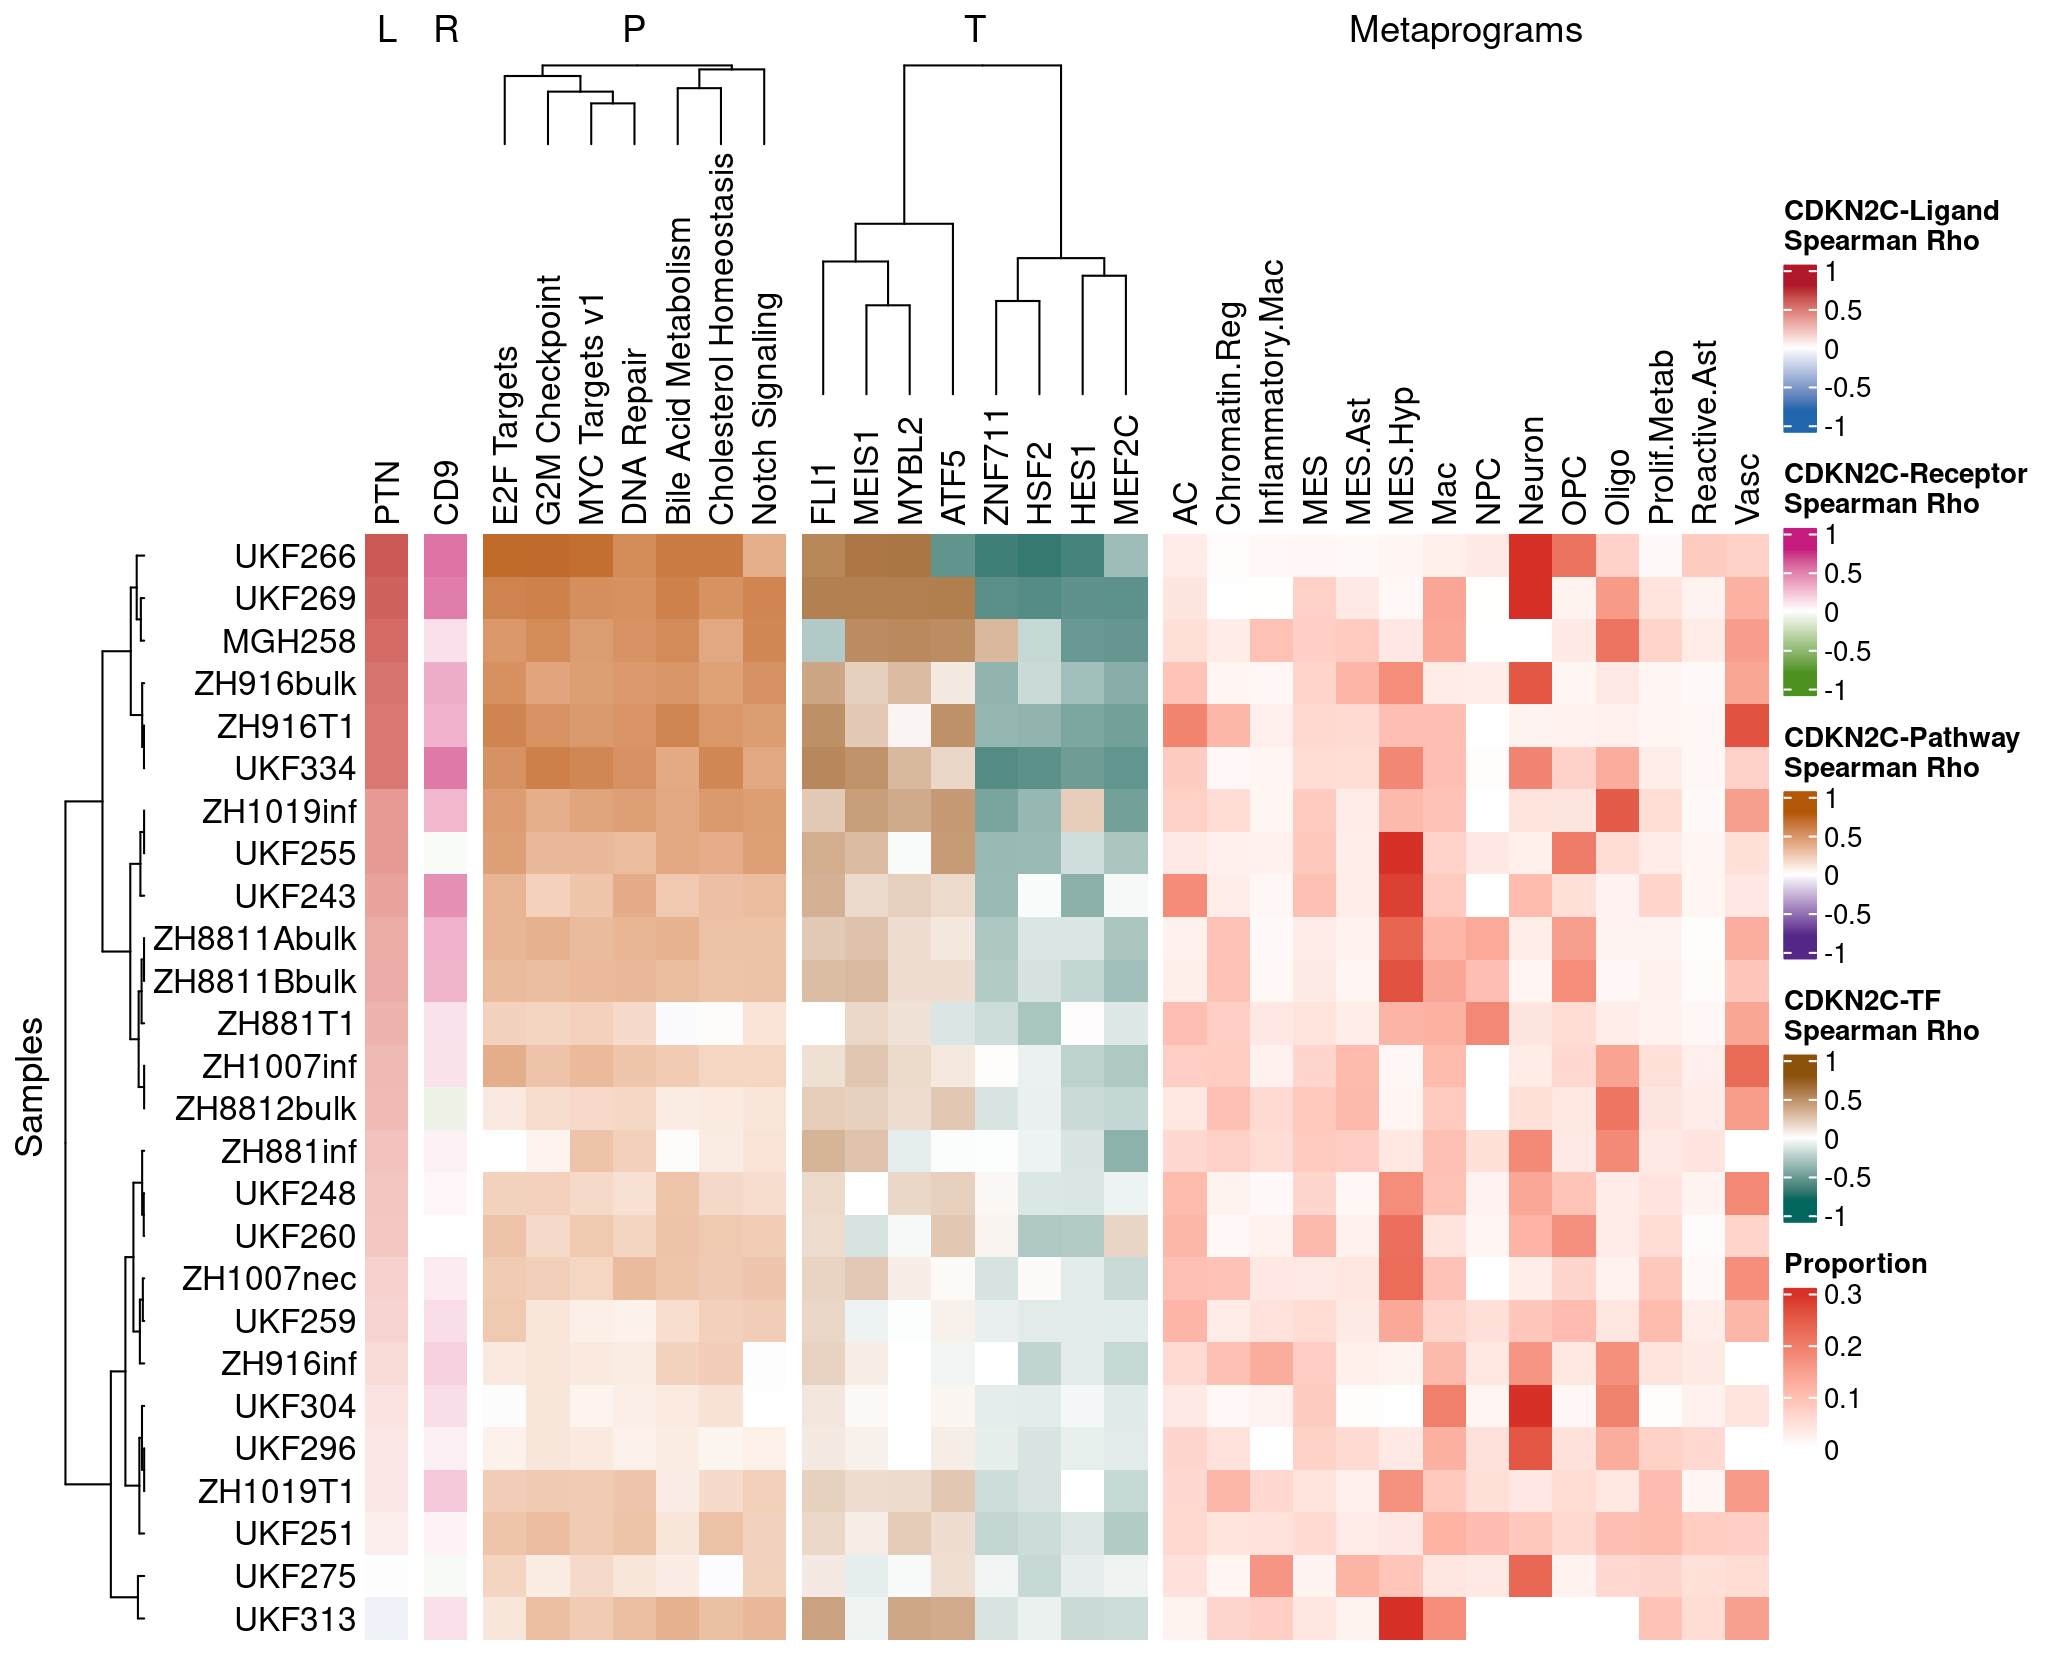 L R P T Metaprograms
PTN
CD9
E2F Targets
G2M Checkpoint
MYC Targets v1
DNA Repair
Bile Acid Metabolism
Cholesterol Homeostasis
Notch Signaling
FLI1
MEIS1
MYBL2
ATF5
ZNF711
HSF2
HES1
MEF2C
AC
Chromatin.Reg
Inflammatory.Mac
MES
MES.Ast
MES.Hyp
Mac
NPC
Neuron
OPC
Oligo
Prolif.Metab
Reactive.Ast
Vasc
Samples
UKF266
UKF269
MGH258
ZH916bulk
ZH916T1
UKF334
ZH1019inf
UKF255
UKF243
ZH8811Abulk
ZH8811Bbulk
ZH881T1
ZH1007inf
ZH8812bulk
ZH881inf
UKF248
UKF260
ZH1007nec
UKF259
ZH916inf
UKF304
UKF296
ZH1019T1
UKF251
UKF275
UKF313
CDKN2C-Ligand
Spearman Rho
1
0.5
0
-0.5
-1
CDKN2C-Receptor
Spearman Rho
1
0.5
0
-0.5
-1
CDKN2C-Pathway
Spearman Rho
1
0.5
0
-0.5
-1
CDKN2C-TF
Spearman Rho
1
0.5
0
-0.5
-1
Proportion
0.3
0.2
0.1
0